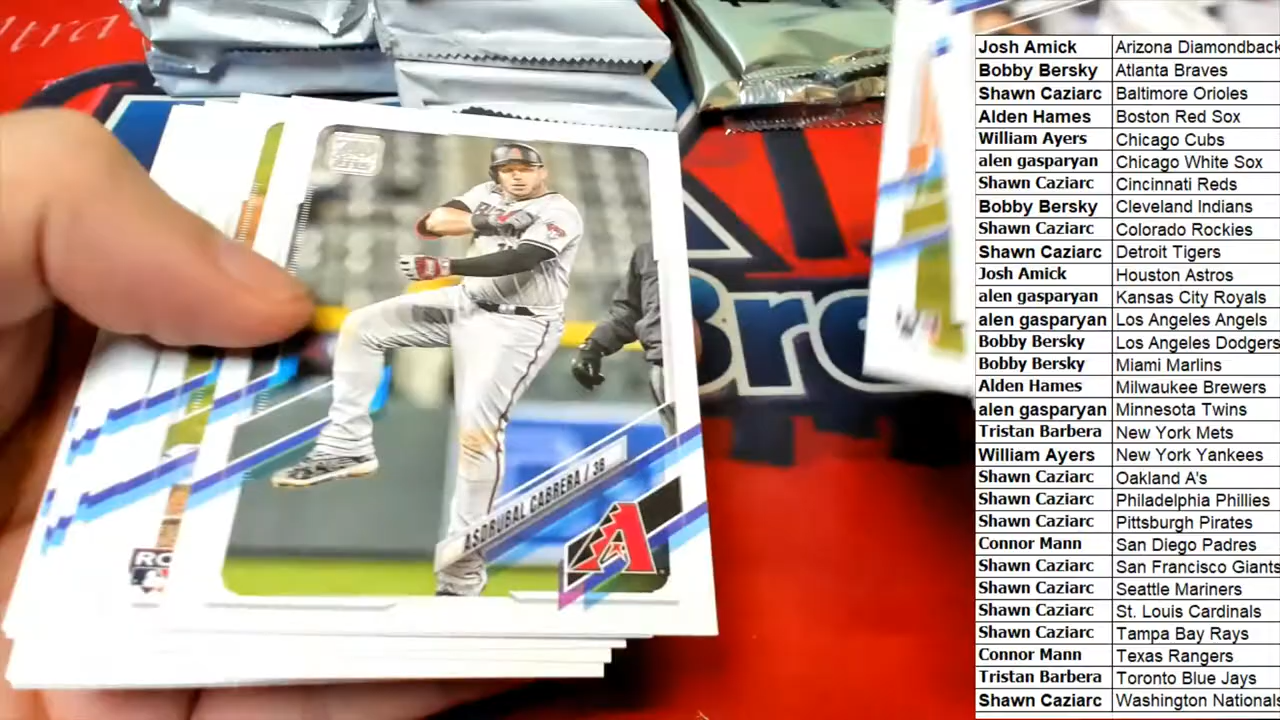 ltra
Bre
RO
ASDRUBAL CABRERA / 3B
Josh Amick Arizona Diamondback
Bobby Bersky Atlanta Braves
Shawn Caziarc Baltimore Orioles
Alden Hames Boston Red Sox
William Ayers Chicago Cubs
alen gasparyan Chicago White Sox
Shawn Caziarc Cincinnati Reds
Bobby Bersky Cleveland Indians
Shawn Caziarc Colorado Rockies
Shawn Caziarc Detroit Tigers
Josh Amick Houston Astros
alen gasparyan Kansas City Royals
alen gasparyan Los Angeles Angels
Bobby Bersky Los Angeles Dodgers
Bobby Bersky Miami Marlins
Alden Hames Milwaukee Brewers
alen gasparyan Minnesota Twins
Tristan Barbera New York Mets
William Ayers New York Yankees
Shawn Caziarc Oakland A's
Shawn Caziarc Philadelphia Phillies
Shawn Caziarc Pittsburgh Pirates
Connor Mann San Diego Padres
Shawn Caziarc San Francisco Giants
Shawn Caziarc Seattle Mariners
Shawn Caziarc St. Louis Cardinals
Shawn Caziarc Tampa Bay Rays
Connor Mann Texas Rangers
Tristan Barbera Toronto Blue Jays
Shawn Caziarc Washington Nationals